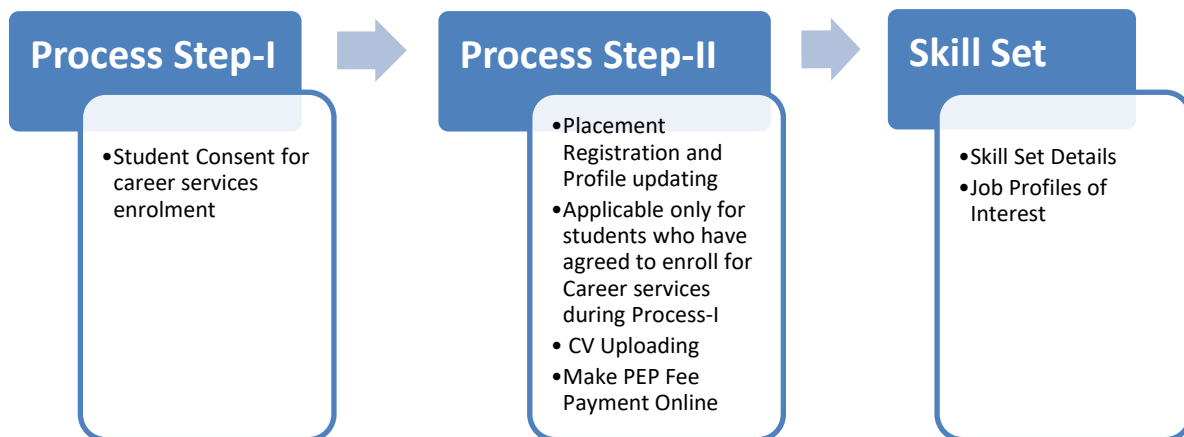 Process Step-I
•Student Consent for
career services
enrolment
Process Step-II
•Placement
Registration and
Profile updating
•Applicable only for
students who have
agreed to enroll for
Career services
during Process-I
• CV Uploading
•Make PEP Fee
Payment Online
Skill Set
•Skill Set Details
•Job Profiles of
Interest